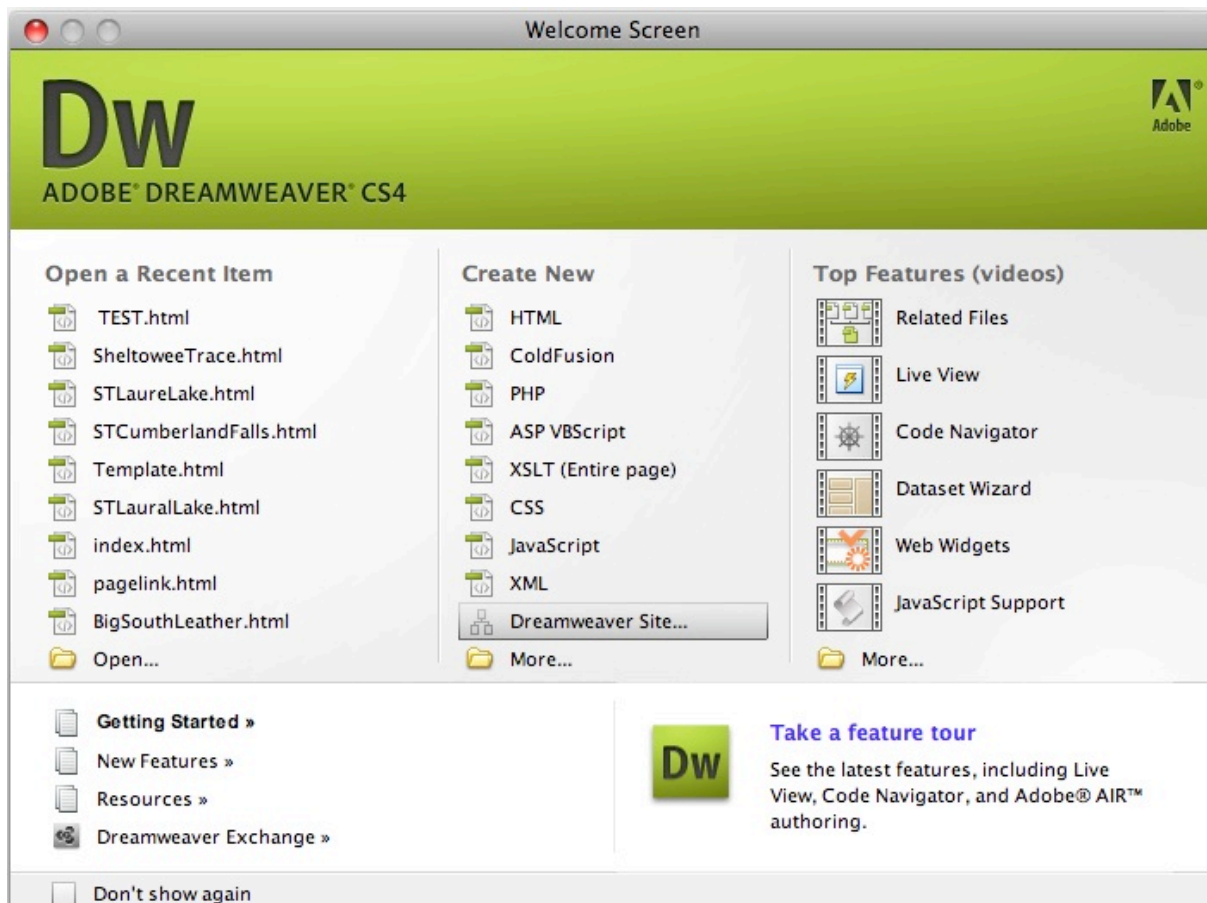 Welcome Screen
Dw
ADOBE® DREAMWEAVER® CS4
Adobe®
Open a Recent Item
TEST.html
SheltoweeTrace.html
STLaureLake.html
STCumberlandFalls.html
Template.html
STLauralLake.html
index.html
pagelink.html
BigSouthLeather.html
Open...
Create New
HTML
ColdFusion
PHP
ASP VBScript
XSLT (Entire page)
CSS
JavaScript
XML
Dreamweaver Site...
More...
Top Features (videos)
Related Files
Live View
Code Navigator
Dataset Wizard
Web Widgets
JavaScript Support
More...
Getting Started »
New Features »
Resources »
Dreamweaver Exchange »
Dw
Take a feature tour
See the latest features, including Live
View, Code Navigator, and Adobe® AIR™
authoring.
Don't show again